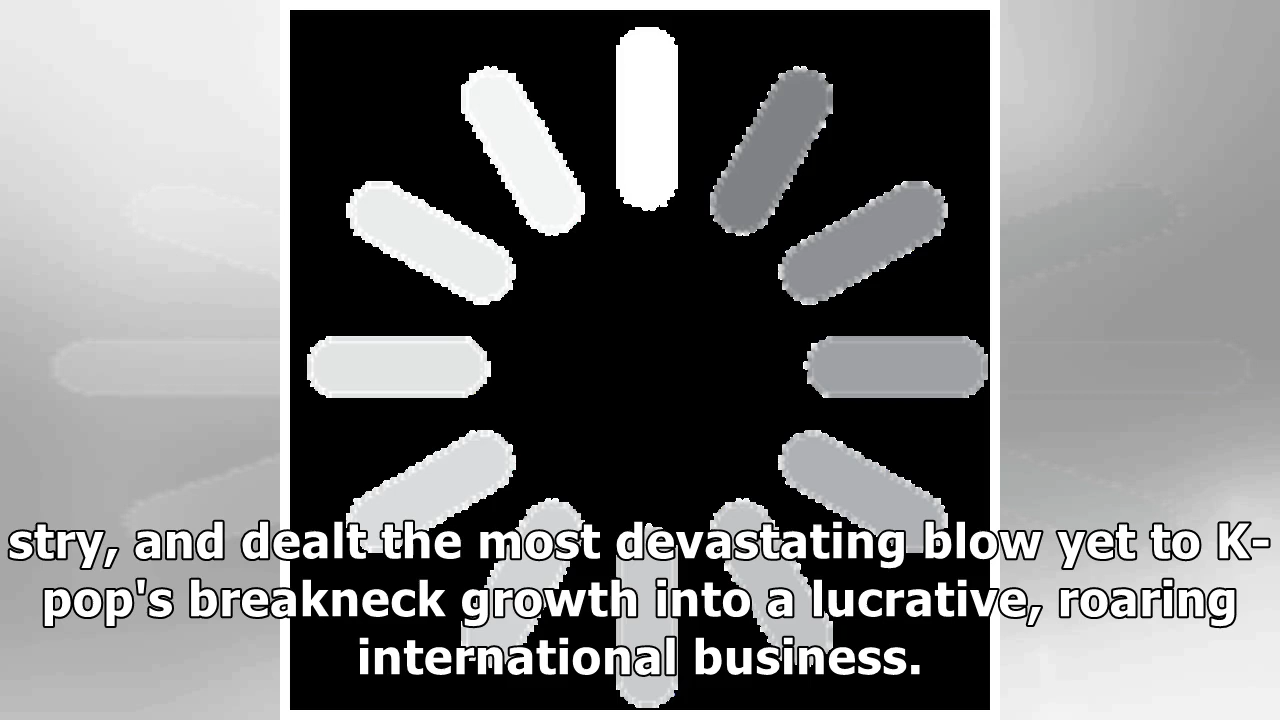 stry, and dealt the most devastating blow yet to K-
pop's breakneck growth into a lucrative, roaring
international business.